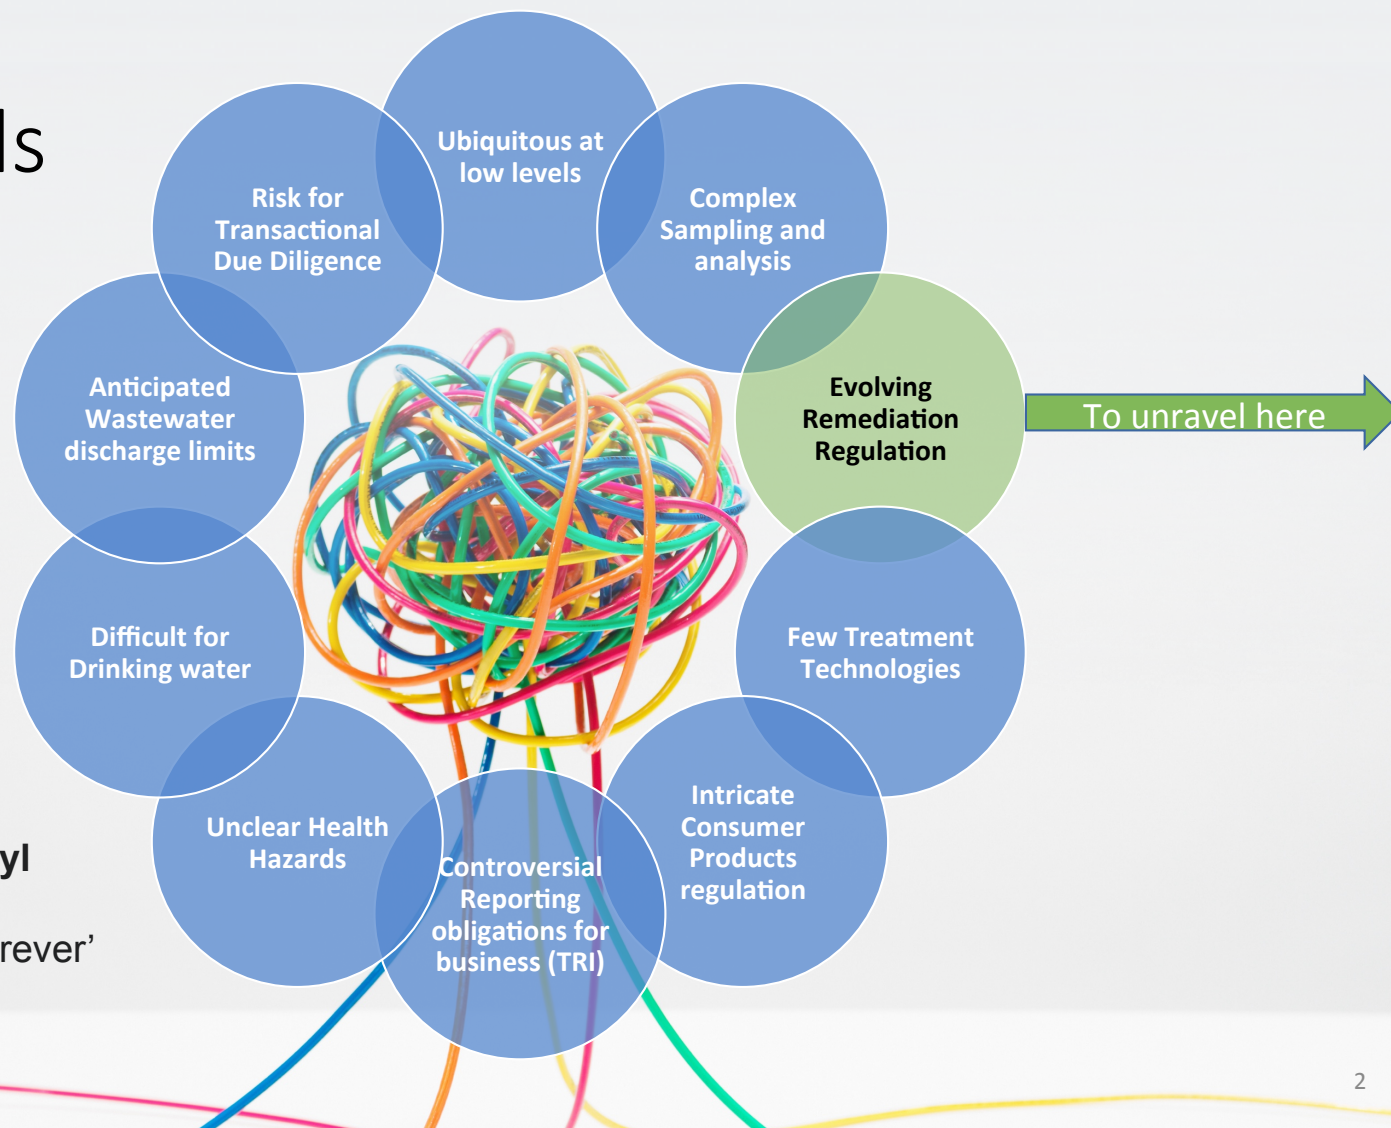 ls
Ubiquitous at
low levels
Complex
Sampling and
analysis
Evolving
Remediation
Regulation
To unravel here
Few Treatment
Technologies
Intricate
Consumer
Products
regulation
Controversial
Reporting
obligations for
business (TRI)
Unclear Health
Hazards
Difficult for
Drinking water
Anticipated
Wastewater
discharge limits
Risk for
Transactional
Due Diligence
yl
rever’
2